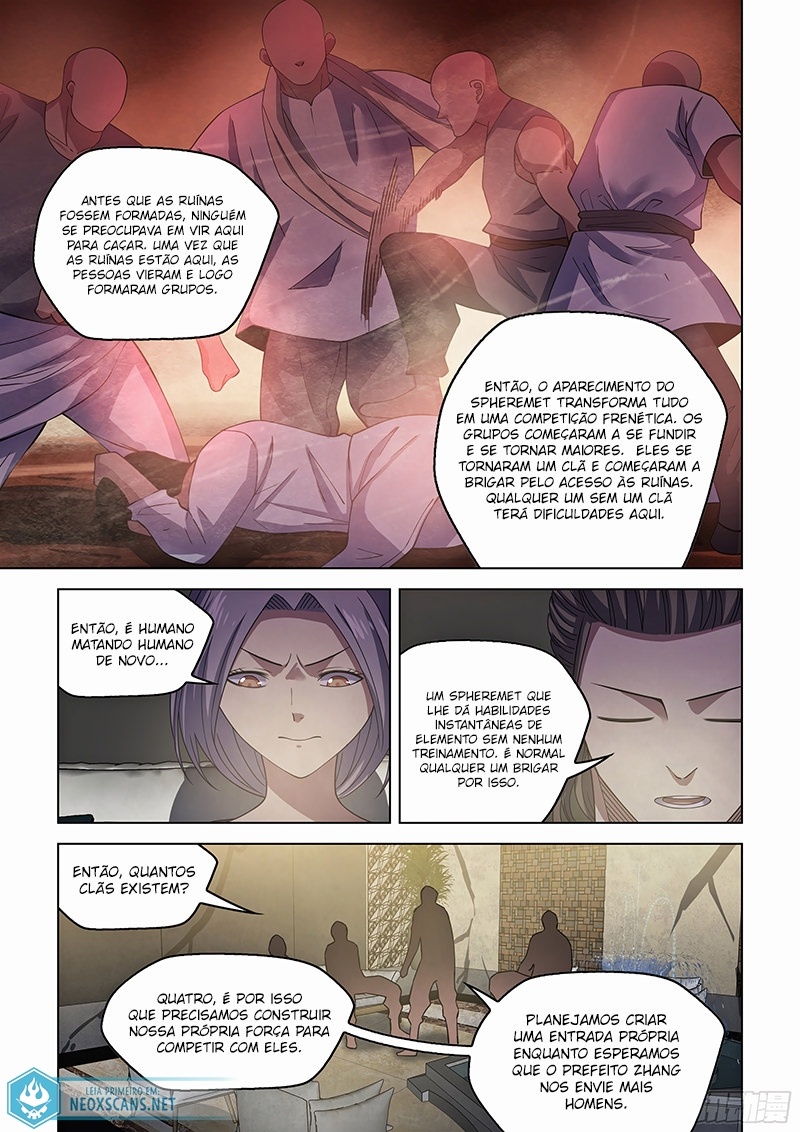 ANTES QUE AS RUÍNAS
FOSSEM FORMADAS, NINGUÉM
SE PREOCUPAVA EM VIR AQUI
PARA CAÇAR. UMA VEZ QUE
AS RUÍNAS ESTÃO AQUI, AS
PESSOAS VIERAM E LOGO
FORMARAM GRUPOS.
ENTÃO, O APARECIMENTO DO
SPHEREMET TRANSFORMA TUDO
EM UMA COMPETIÇÃO FRENÉTICA. OS
GRUPOS COMEÇARAM A SE FUNDIR
E SE TORNAR MAIORES. ELES SE
TORNARAM UM CLÃ E COMEÇARAM A
BRIGAR PELO ACESSO ÀS RUÍNAS.
QUALQUER UM SEM UM CLÃ
TERÁ DIFICULDADES AQUI.
ENTÃO, É HUMANO
MATANDO HUMANO
DE NOVO...
UM SPHEREMET QUE
LHE DÁ HABILIDADES
INSTANTÂNEAS DE
ELEMENTO SEM NENHUM
TREINAMENTO. É NORMAL
QUALQUER UM BRIGAR
POR ISSO.
ENTÃO, QUANTOS
CLÃS EXISTEM?
QUATRO, É POR ISSO
QUE PRECISAMOS CONSTRUIR
NOSSA PRÓPRIA FORÇA PARA
COMPETIR COM ELES.
PLANEJAMOS CRIAR
UMA ENTRADA PRÓPRIA
ENQUANTO ESPERAMOS
QUE O PREFEITO ZHANG
NOS ENVIE MAIS
HOMENS.
LEIA PRIMEIRO EM:
NEOXSCANS.NET